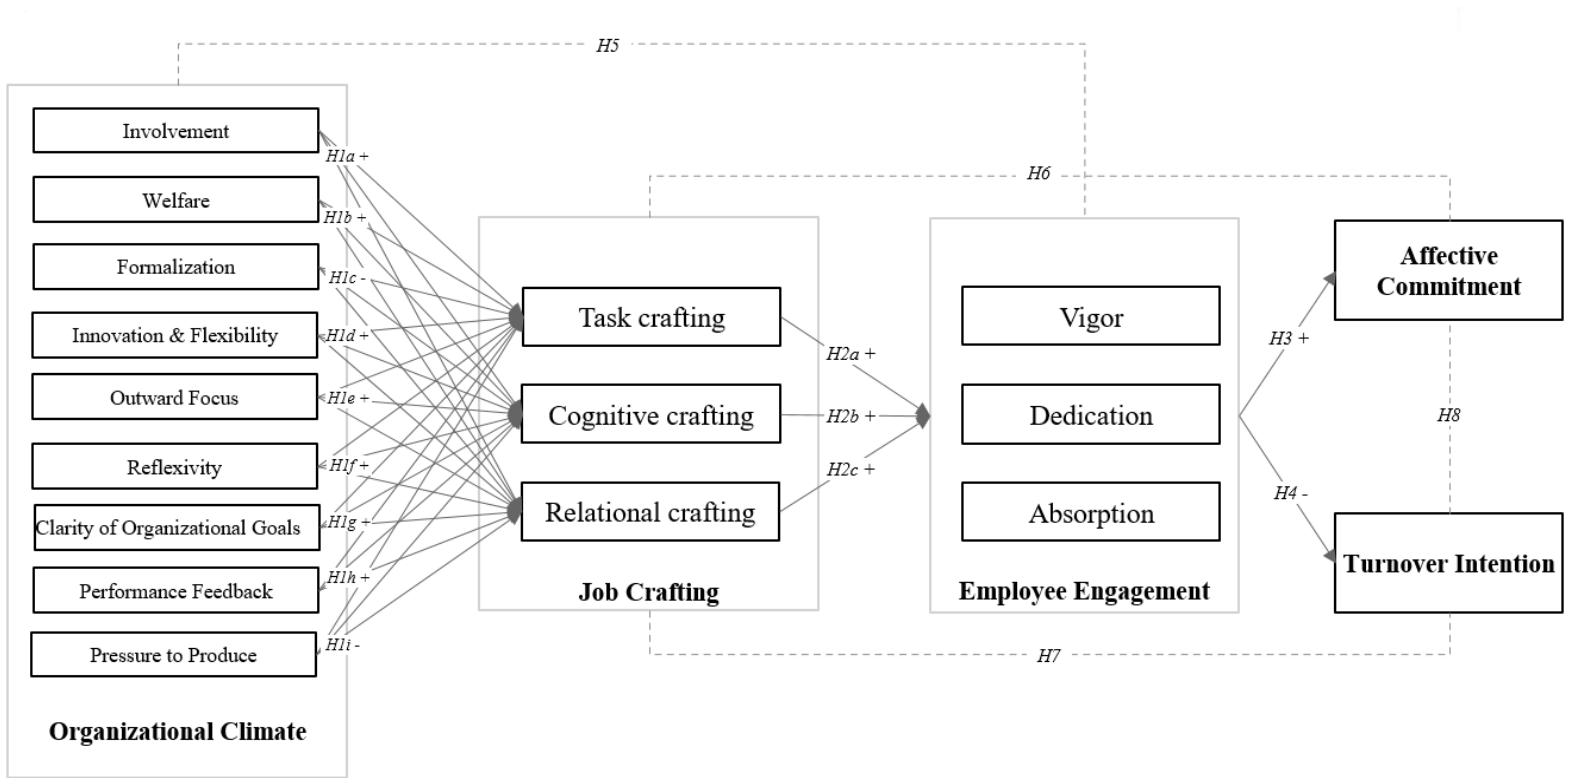 H5
Involvement
H1a +
H6
Welfare
H1b +
Formalization
H1c -
Affective
Commitment
Task crafting
Vigor
Innovation & Flexibility
H1d +
H3 +
H2a +
Outward Focus
H1e +
Cognitive crafting
H2b +
Dedication
H8
Reflexivity
H1f +
H2c +
H4 -
Clarity of Organizational Goals
H1g +
Relational crafting
Absorption
Turnover Intention
Performance Feedback
H1h +
Job Crafting
Employee Engagement
Pressure to Produce
H1i -
H7
Organizational Climate